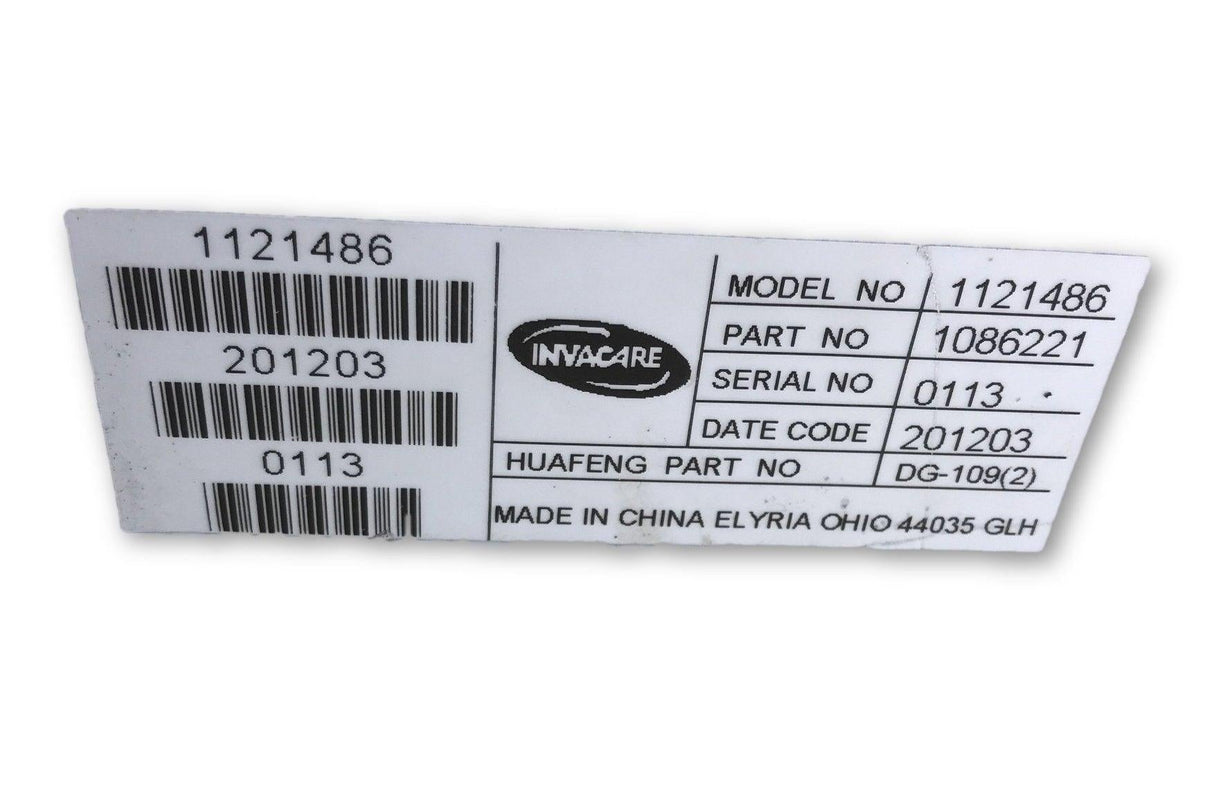 1121486
201203
0113
INVACARE
MODEL NO 1121486
PART NO 1086221
SERIAL NO 0113
DATE CODE 201203
HUAFENG PART NO DG-109(2)
MADE IN CHINA ELYRIA OHIO 44035 GLH